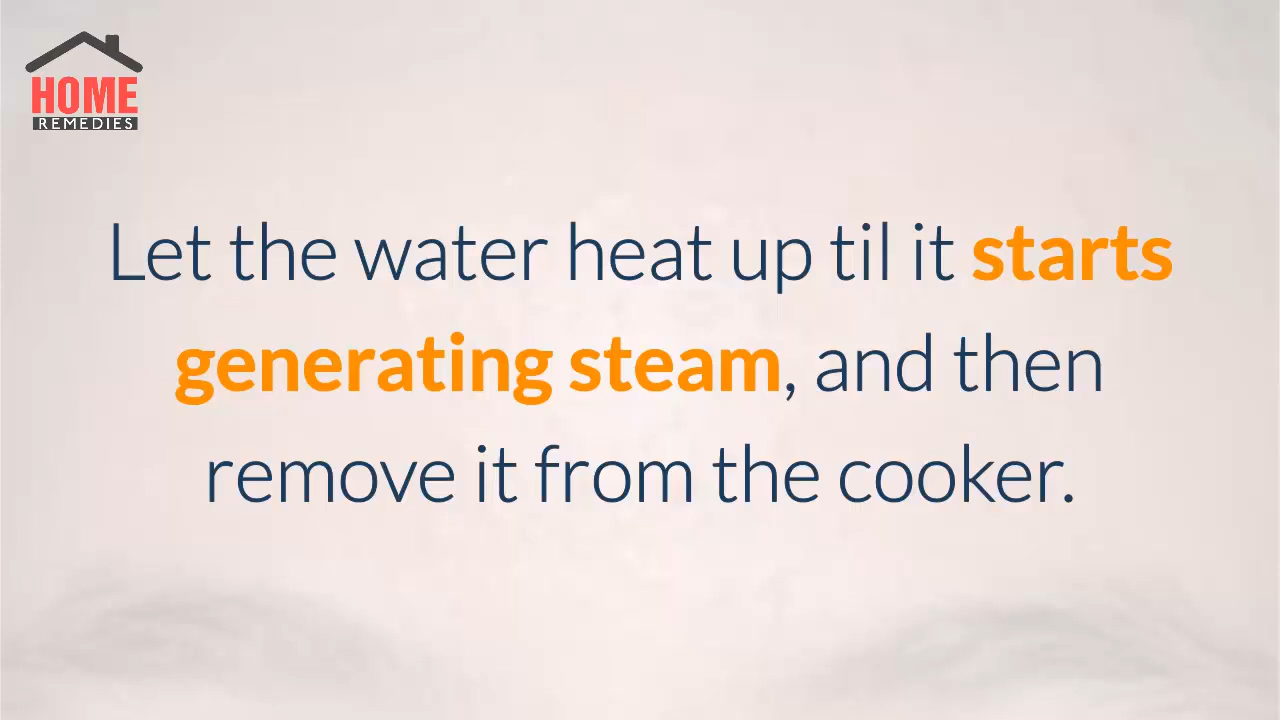 HOME
REMEDIES
Let the water heat up til it starts
generating steam, and then
remove it from the cooker.